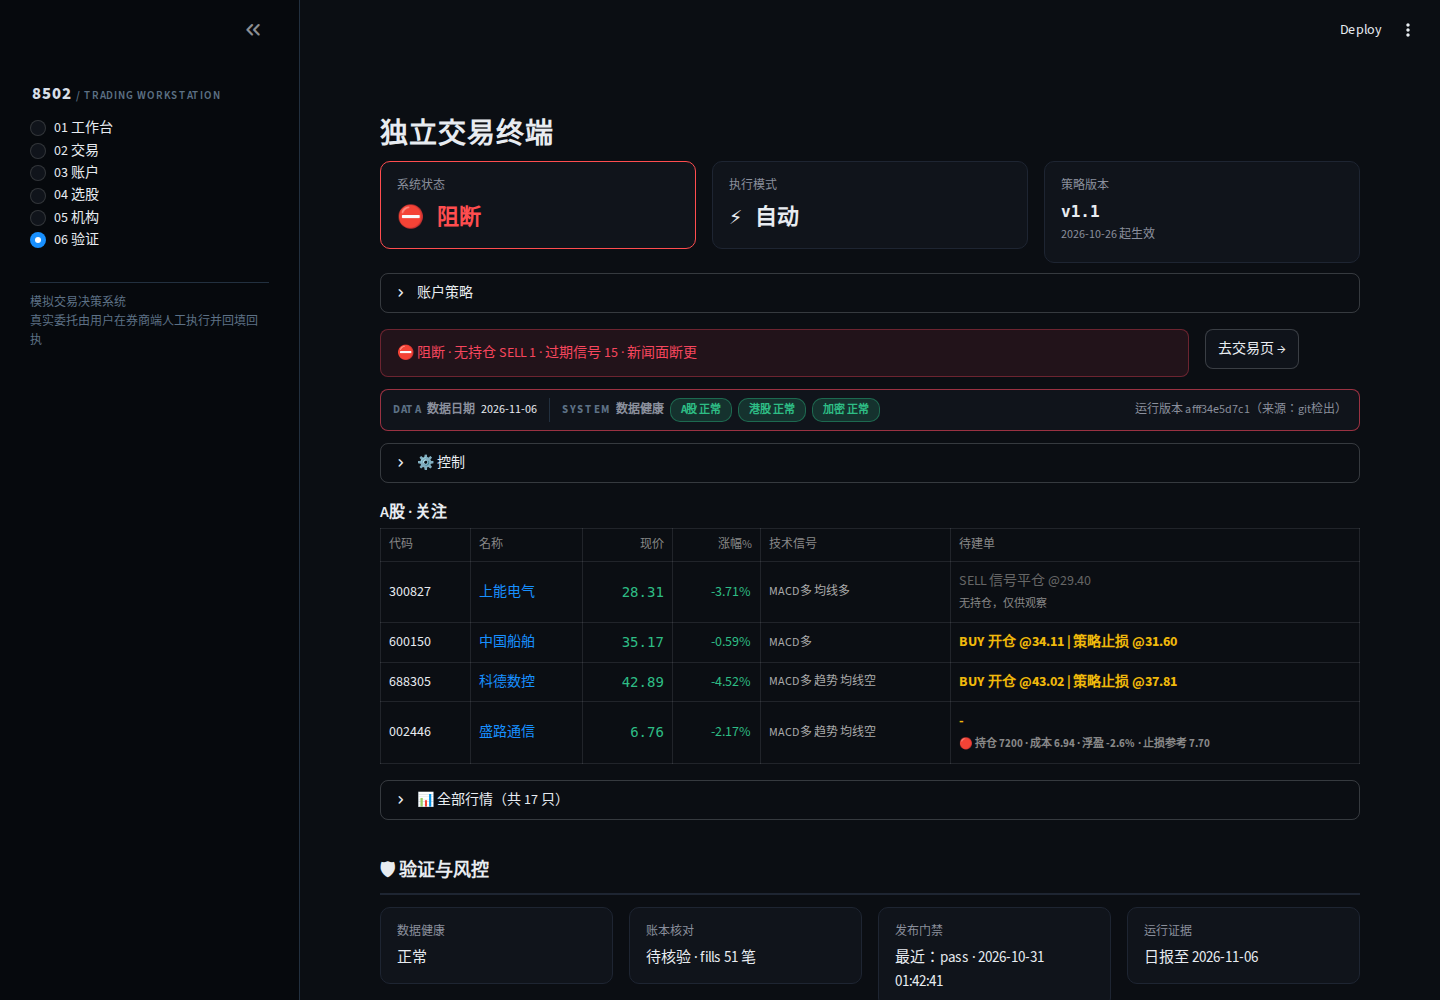 Deploy
8502 / TRADING WORKSTATION
01 工作台
02 交易
03 账户
04 选股
05 机构
06 验证
模拟交易决策系统
真实委托由用户在券商端人工执行并回填回
执
独立交易终端
系统状态
⛔ 阻断
执行模式
⚡ 自动
策略版本
v1.1
2026-10-26 起生效
账户策略
⛔ 阻断 · 无持仓 SELL 1 · 过期信号 15 · 新闻面断更
去交易页 →
DATA 数据日期 2026-11-06 SYSTEM 数据健康 A股 正常 港股 正常 加密 正常 运行版本 afff34e5d7c1（来源：git检出）
⚙️ 控制
A股 · 关注
代码 名称 现价 涨幅% 技术信号 待建单
300827 上能电气 28.31 -3.71% MACD多 均线多 SELL 信号平仓 @29.40
无持仓，仅供观察
600150 中国船舶 35.17 -0.59% MACD多 BUY 开仓 @34.11 | 策略止损 @31.60
688305 科德数控 42.89 -4.52% MACD多 趋势 均线空 BUY 开仓 @43.02 | 策略止损 @37.81
002446 盛路通信 6.76 -2.17% MACD多 趋势 均线空 -
🔴 持仓 7200 · 成本 6.94 · 浮盈 -2.6% · 止损参考 7.70
📊 全部行情（共 17 只）
🛡 验证与风控
数据健康
正常
账本核对
待核验 · fills 51 笔
发布门禁
最近：pass · 2026-10-31
01:42:41
运行证据
日报至 2026-11-06